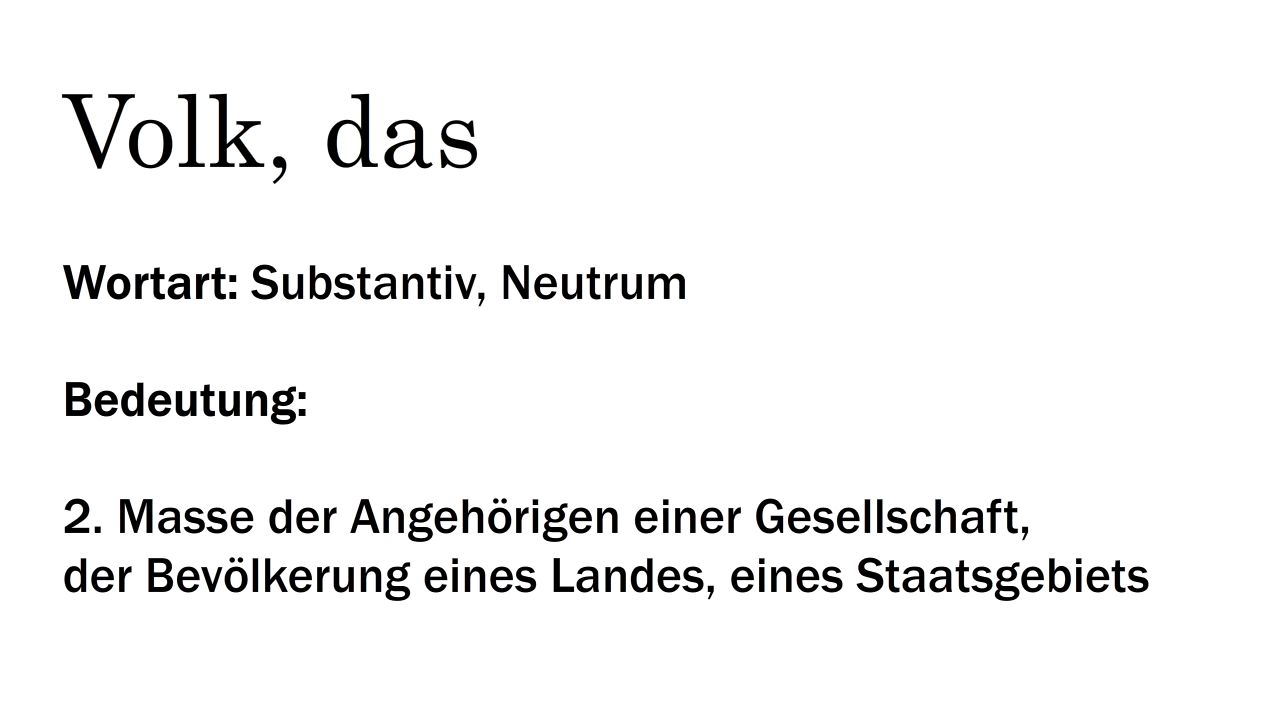 Volk, das
Wortart: Substantiv, Neutrum
Bedeutung:
2. Masse der Angehörigen einer Gesellschaft,
der Bevölkerung eines Landes, eines Staatsgebiets